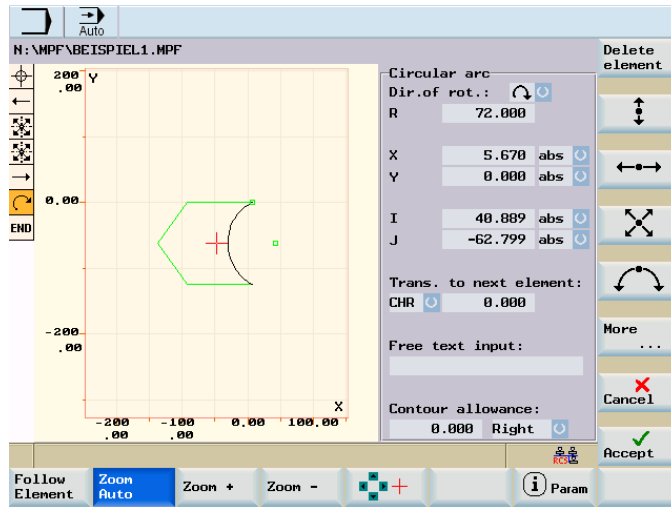 Auto
N:\MPF\BEISPIEL1.MPF
Delete
element
200
.00
Y
0.00
-200
.00
X
-200
.00
-100
.00
0.00
100.00
END
Circular arc
Dir.of rot.:
R 72.000
X 5.670 abs
Y 0.000 abs
I 40.889 abs
J -62.799 abs
Trans. to next element:
CHR 0.000
Free text input:
Contour allowance:
0.000 Right
More
...
Cancel
Accept
Follow
Element
Zoom
Auto
Zoom +
Zoom -
i Param